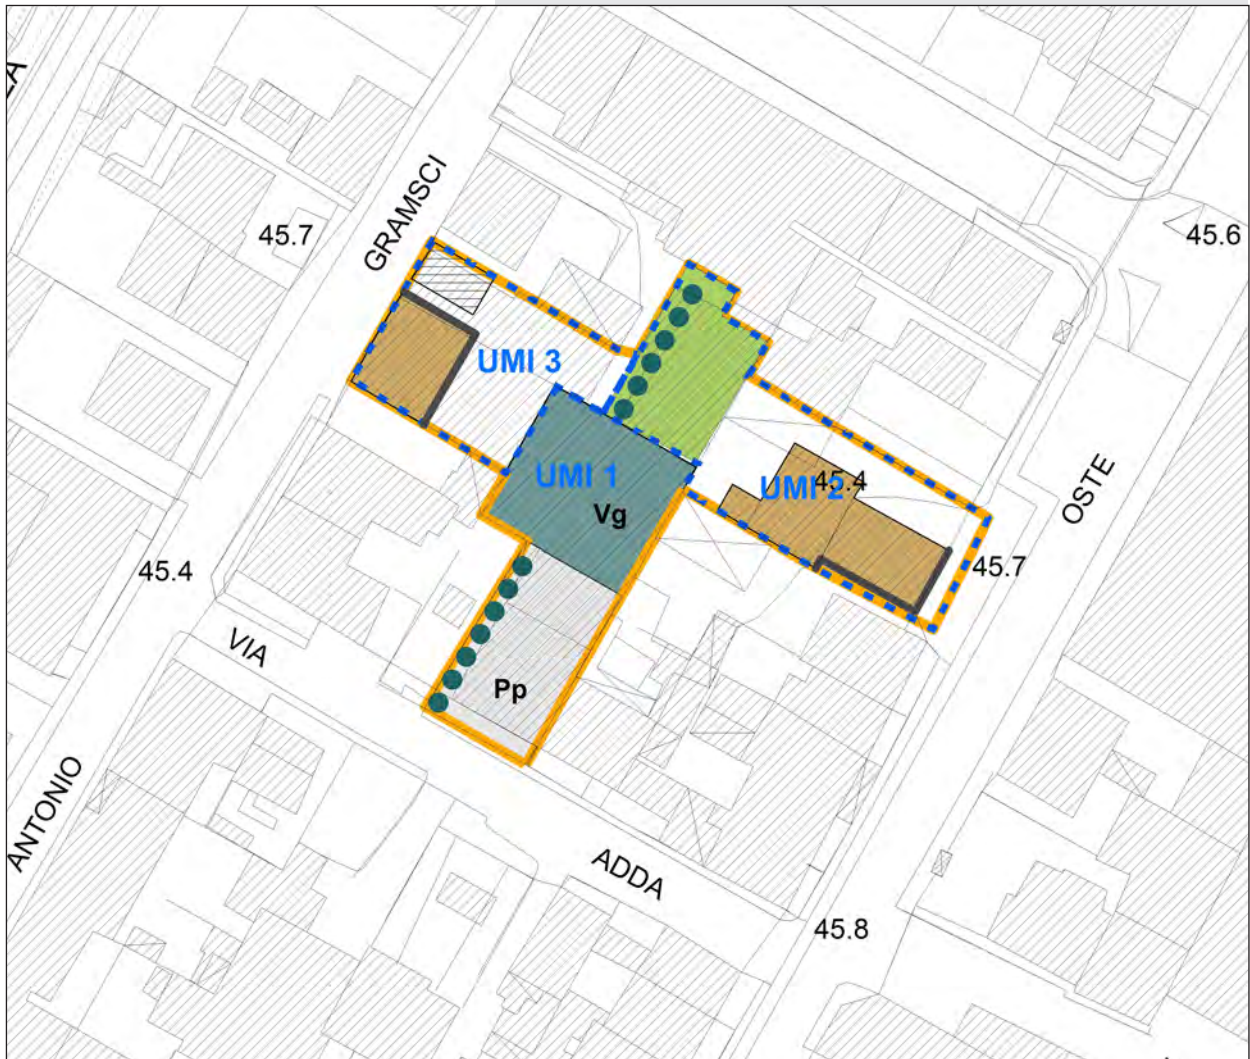 GRAMSCI
45.7
45.6
UMI 3
UMI 1
Vg
UMI 2
45.4
OSTE
45.7
45.4
VIA
Pp
ANTONIO
ADDA
45.8